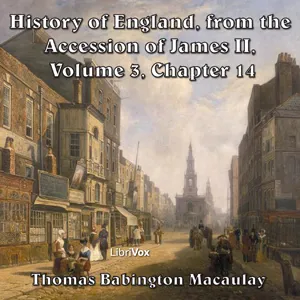 History of England, from the
Accession of James II,
Volume 3, Chapter 14
LibriVox
Thomas Babington Macaulay